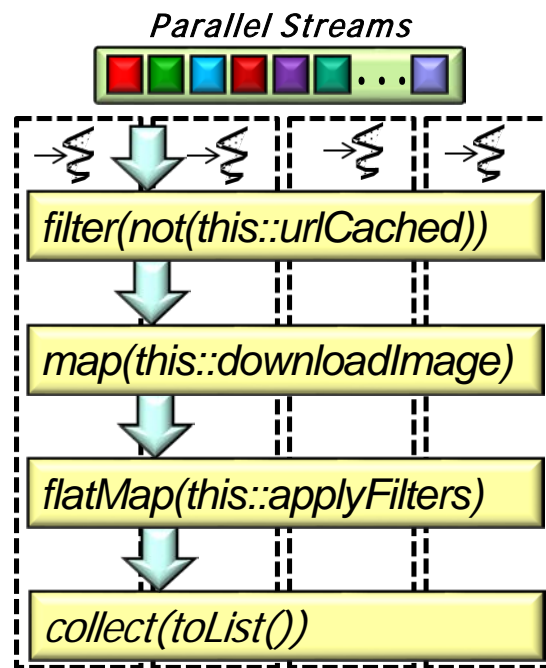 Parallel Streams
...
filter(not(this::urlCached))
map(this::downloadImage)
flatMap(this::applyFilters)
collect(toList())